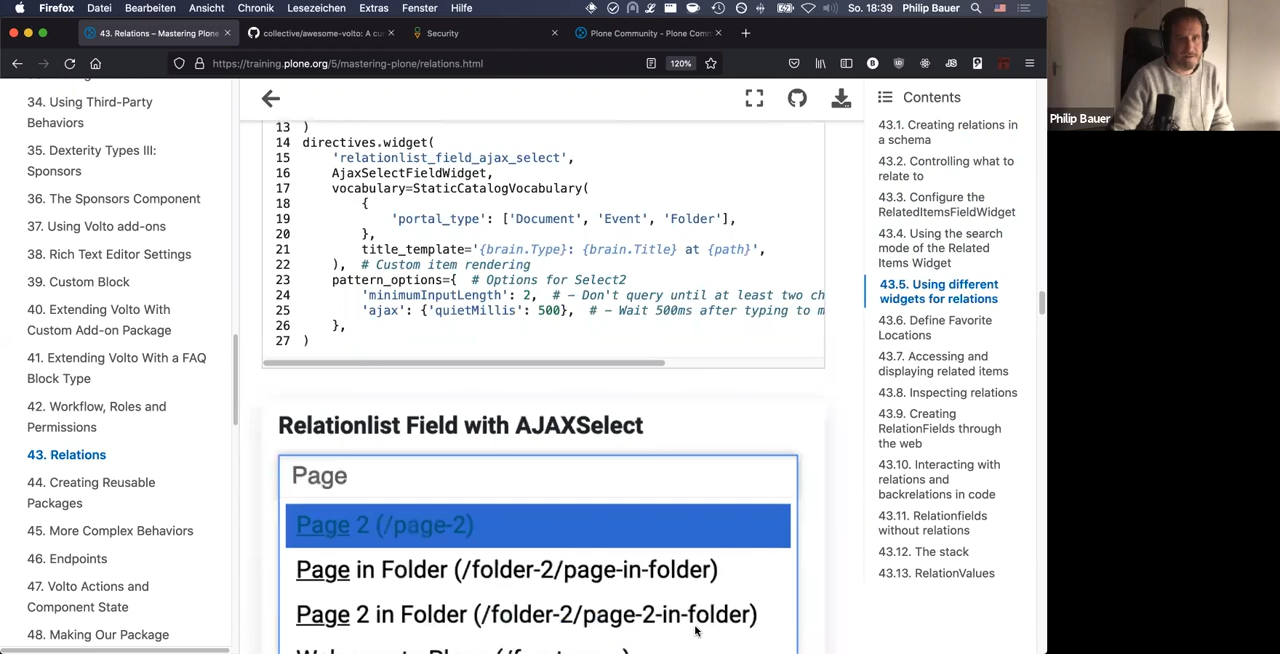 Firefox Datei Bearbeiten Ansicht Chronik Lesezeichen Extras Fenster Hilfe So. 18:39 Philip Bauer
43. Relations – Mastering Plone
collective/awesome-volto: A cu
Security
Plone Community - Plone Com
https://training.plone.org/5/mastering-plone/relations.html
120%
34. Using Third-Party
Behaviors
35. Dexterity Types III:
Sponsors
36. The Sponsors Component
37. Using Volto add-ons
38. Rich Text Editor Settings
39. Custom Block
40. Extending Volto With
Custom Add-on Package
41. Extending Volto With a FAQ
Block Type
42. Workflow, Roles and
Permissions
43. Relations
44. Creating Reusable
Packages
45. More Complex Behaviors
46. Endpoints
47. Volto Actions and
Component State
48. Making Our Package
13 )
14 directives.widget(
15 'relationlist_field_ajax_select',
16 AjaxSelectFieldWidget,
17 vocabulary=StaticCatalogVocabulary(
18 {
19 'portal_type': ['Document', 'Event', 'Folder'],
20 },
21 title_template='{brain.Type}: {brain.Title} at {path}',
22 ), # Custom item rendering
23 pattern_options={ # Options for Select2
24 'minimumInputLength': 2, # - Don't query until at least two ch
25 'ajax': {'quietMillis': 500}, # - Wait 500ms after typing to m
26 },
27 )
Relationlist Field with AJAXSelect
Page
Page 2 (/page-2)
Page in Folder (/folder-2/page-in-folder)
Page 2 in Folder (/folder-2/page-2-in-folder)
Contents
43.1. Creating relations in
a schema
43.2. Controlling what to
relate to
43.3. Configure the
RelatedItemsFieldWidget
43.4. Using the search
mode of the Related
Items Widget
43.5. Using different
widgets for relations
43.6. Define Favorite
Locations
43.7. Accessing and
displaying related items
43.8. Inspecting relations
43.9. Creating
RelationFields through
the web
43.10. Interacting with
relations and
backrelations in code
43.11. Relationfields
without relations
43.12. The stack
43.13. RelationValues
Philip Bauer